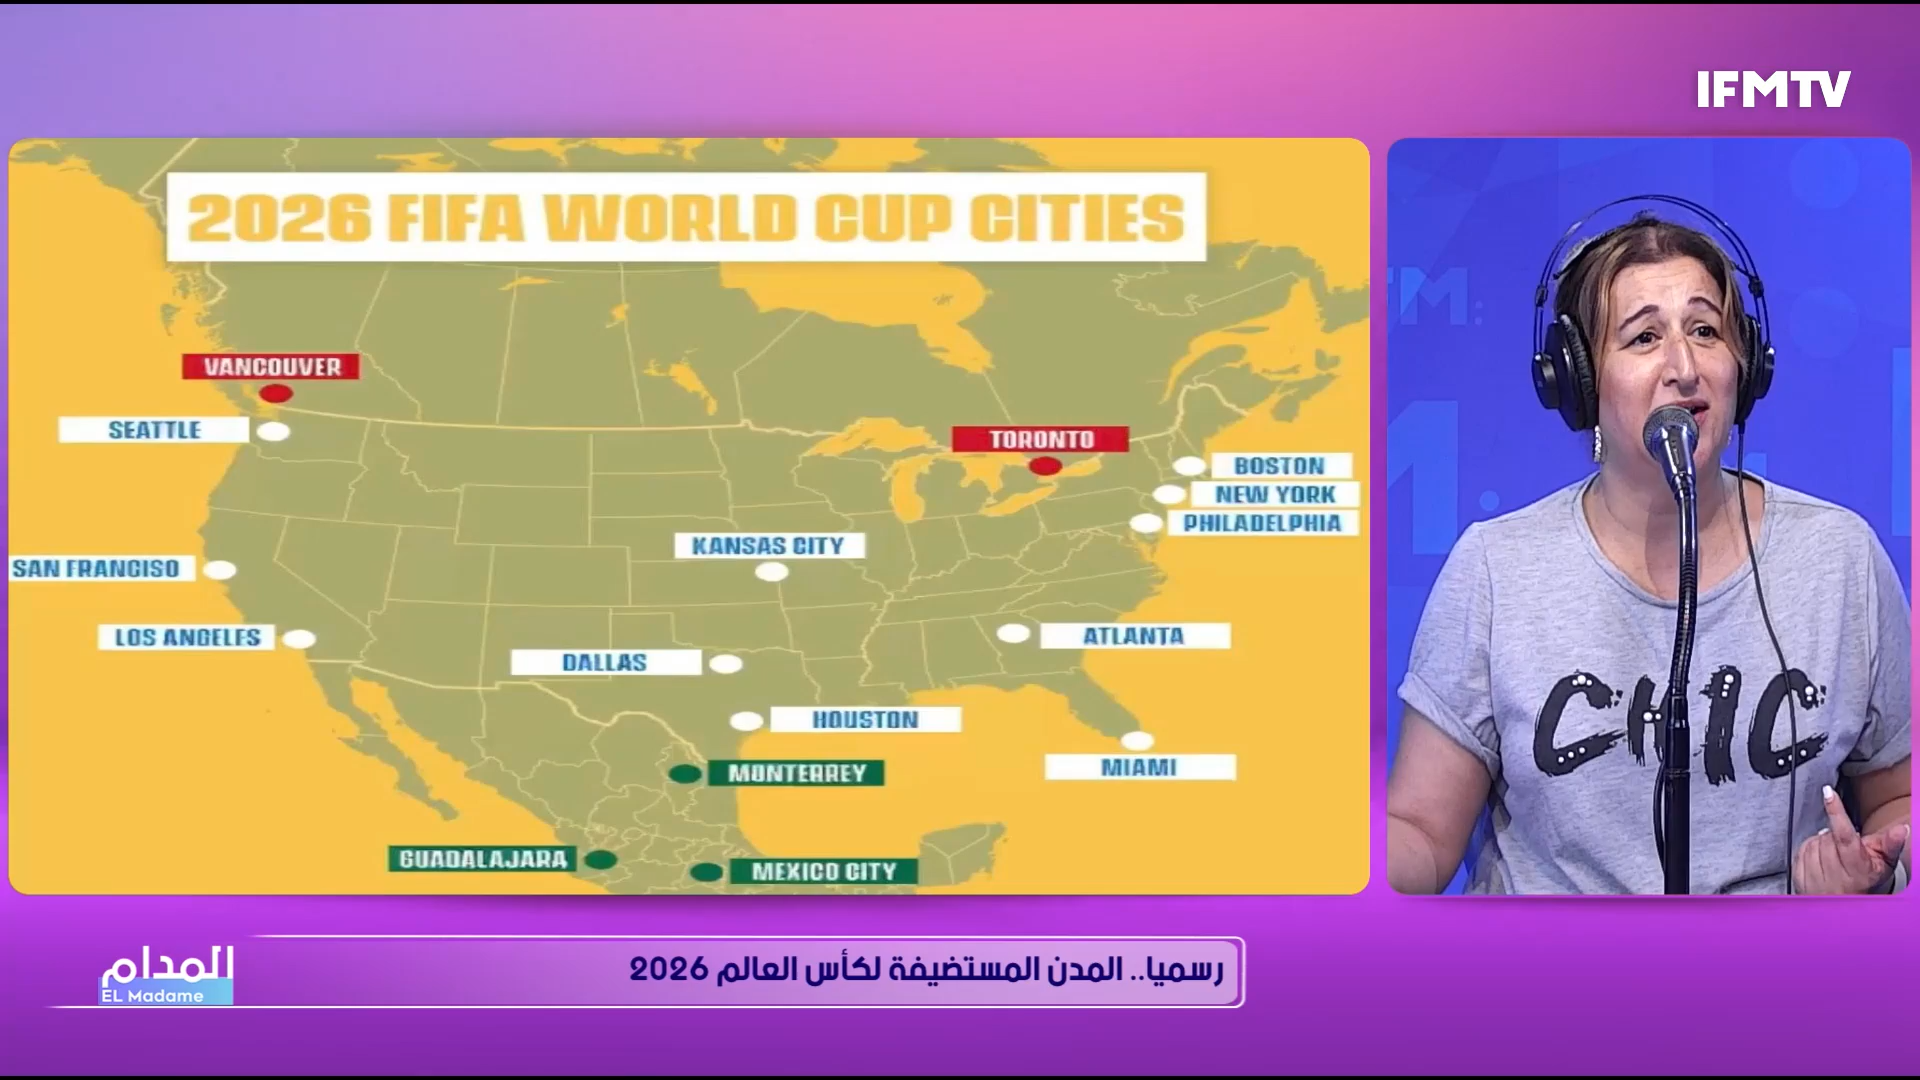 IFMTV
2026 FIFA WORLD CUP CITIES
VANCOUVER
SEATTLE
TORONTO
BOSTON
NEW YORK
PHILADELPHIA
KANSAS CITY
SAN FRANCISO
LOS ANGELES
ATLANTA
DALLAS
HOUSTON
MIAMI
MONTERREY
GUADALAJARA
MEXICO CITY
CHIC
المدام
EL Madame
رسميا.. المدن المستضيفة لكأس العالم 2026